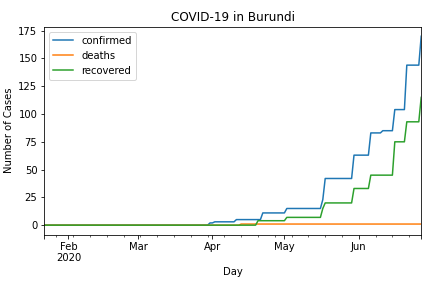 COVID-19 in Burundi
confirmed
deaths
recovered
Number of Cases
175
150
125
100
75
50
25
0
Feb
2020
Mar
Apr
May
Jun
Day